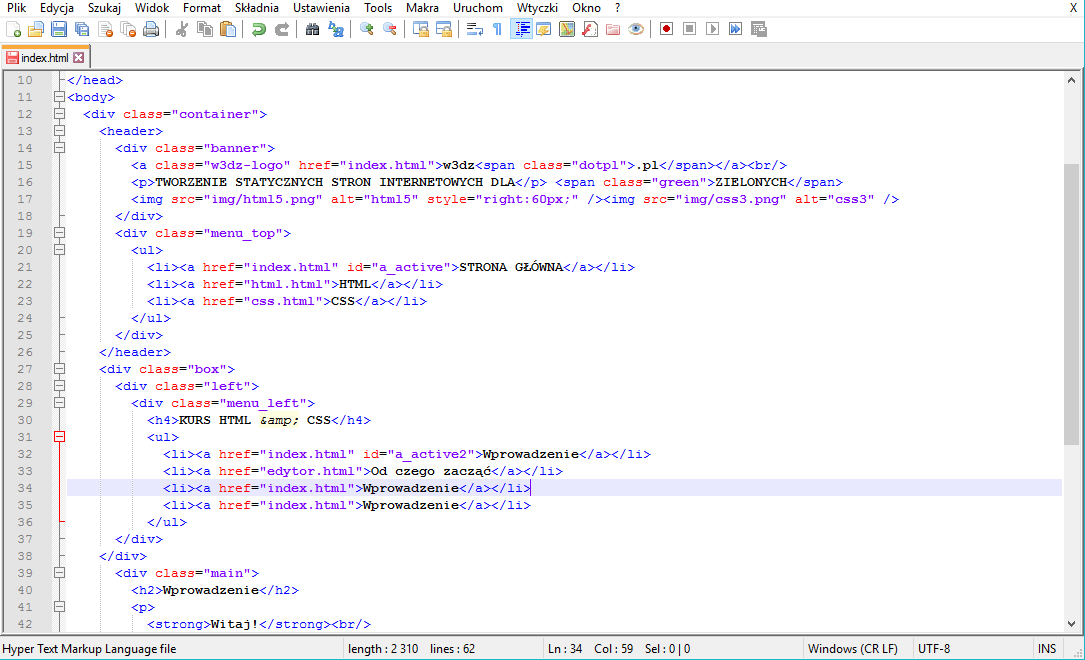 Plik Edycja Szukaj Widok Format Składnia Ustawienia Tools Makra Uruchom Wtyczki Okno ? X
index.html
10 </head>
11 <body>
12 <div class="container">
13 <header>
14 <div class="banner">
15 <a class="w3dz-logo" href="index.html">w3dz<span class="dotpl">.pl</span></a><br/>
16 <p>TWORZENIE STATYCZNYCH STRON INTERNETOWYCH DLA</p> <span class="green">ZIELONYCH</span>
17 <img src="img/html5.png" alt="html5" style="right:60px;" /><img src="img/css3.png" alt="css3" />
18 </div>
19 <div class="menu_top">
20 <ul>
21 <li><a href="index.html" id="a_active">STRONA GŁÓWNA</a></li>
22 <li><a href="html.html">HTML</a></li>
23 <li><a href="css.html">CSS</a></li>
24 </ul>
25 </div>
26 </header>
27 <div class="box">
28 <div class="left">
29 <div class="menu_left">
30 <h4>KURS HTML &amp; CSS</h4>
31 <ul>
32 <li><a href="index.html" id="a_active2">Wprowadzenie</a></li>
33 <li><a href="edytor.html">Od czego zacząć</a></li>
34 <li><a href="index.html">Wprowadzenie</a></li>
35 <li><a href="index.html">Wprowadzenie</a></li>
36 </ul>
37 </div>
38 </div>
39 <div class="main">
40 <h2>Wprowadzenie</h2>
41 <p>
42 <strong>Witaj!</strong><br/>
Hyper Text Markup Language file length : 2 310 lines : 62 Ln : 34 Col : 59 Sel : 0 | 0 Windows (CR LF) UTF-8 INS